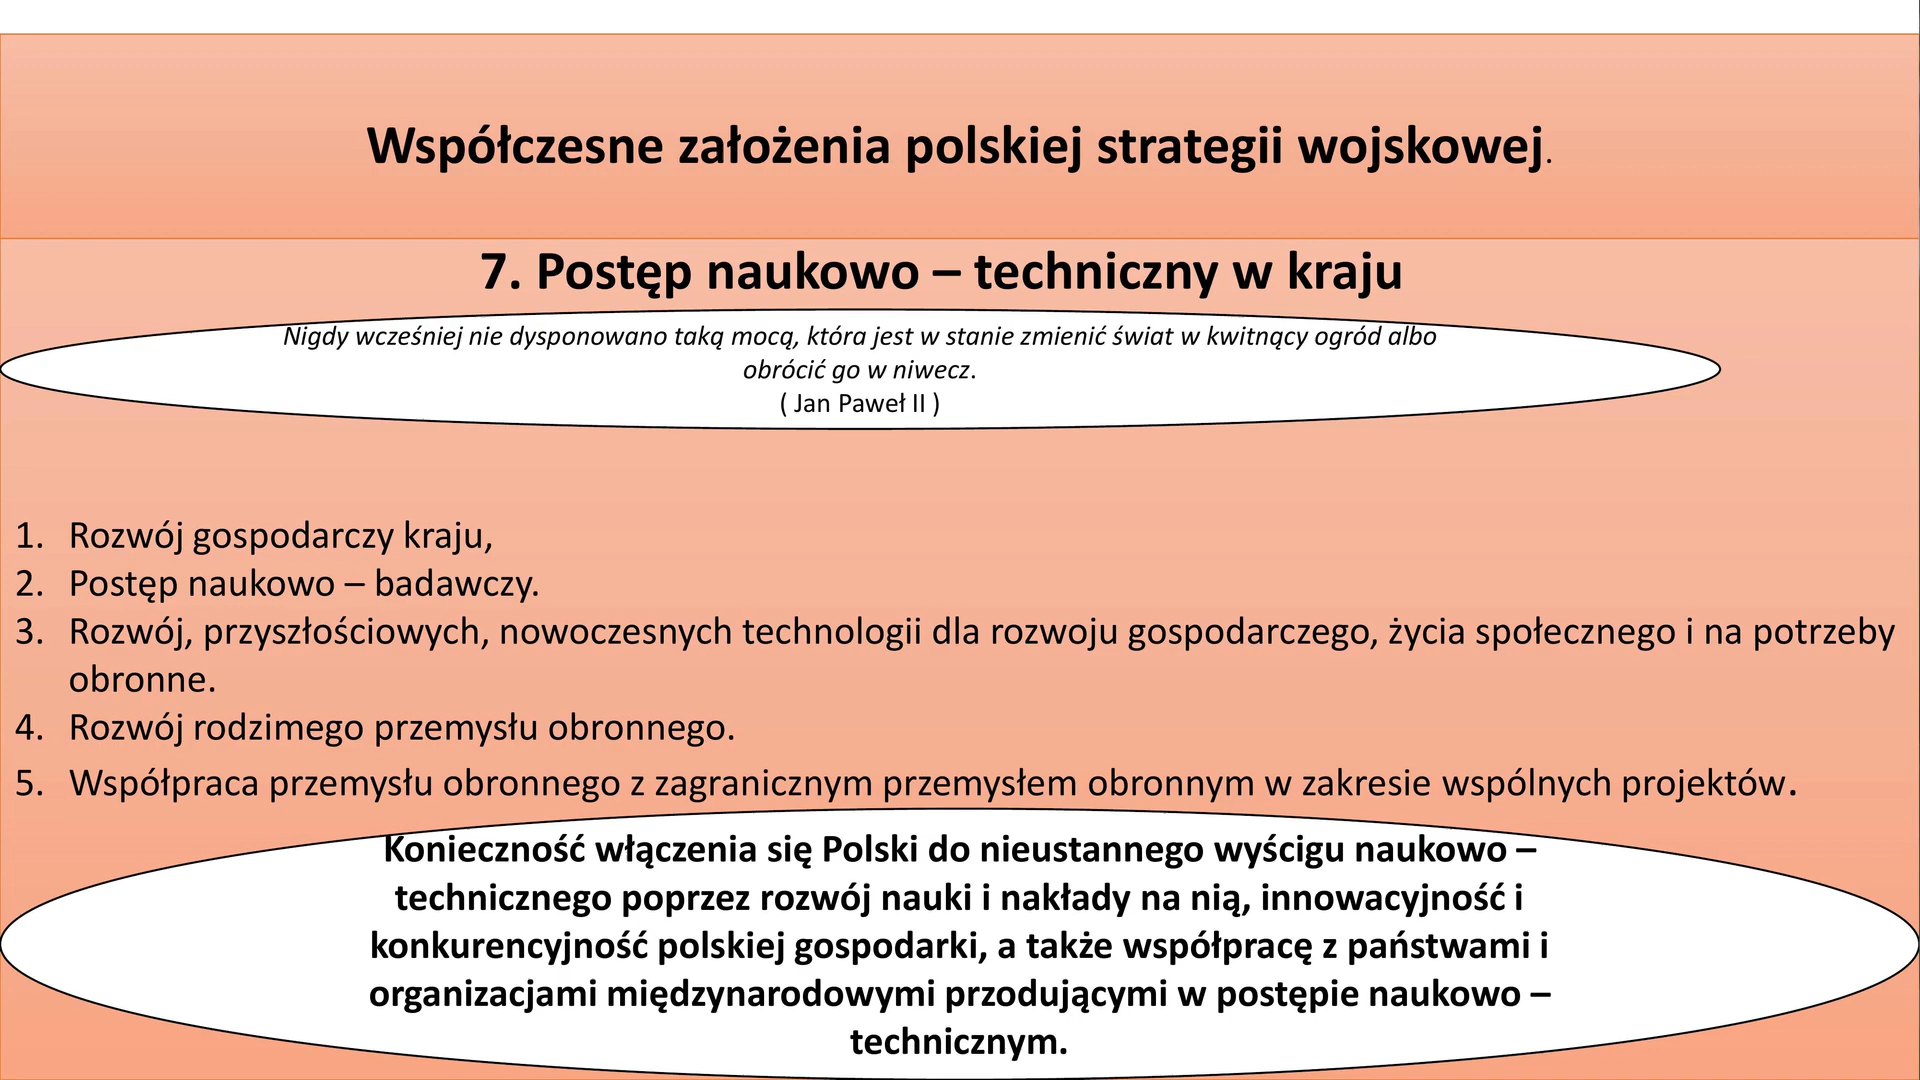 Współczesne założenia polskiej strategii wojskowej.
7. Postęp naukowo – techniczny w kraju
Nigdy wcześniej nie dysponowano taką mocą, która jest w stanie zmienić świat w kwitnący ogród albo
obrócić go w niwecz.
( Jan Paweł II )
1. Rozwój gospodarczy kraju,
2. Postęp naukowo – badawczy.
3. Rozwój, przyszłościowych, nowoczesnych technologii dla rozwoju gospodarczego, życia społecznego i na potrzeby
obronne.
4. Rozwój rodzimego przemysłu obronnego.
5. Współpraca przemysłu obronnego z zagranicznym przemysłem obronnym w zakresie wspólnych projektów.
Konieczność włączenia się Polski do nieustannego wyścigu naukowo –
technicznego poprzez rozwój nauki i nakłady na nią, innowacyjność i
konkurencyjność polskiej gospodarki, a także współpracę z państwami i
organizacjami międzynarodowymi przodującymi w postępie naukowo –
technicznym.